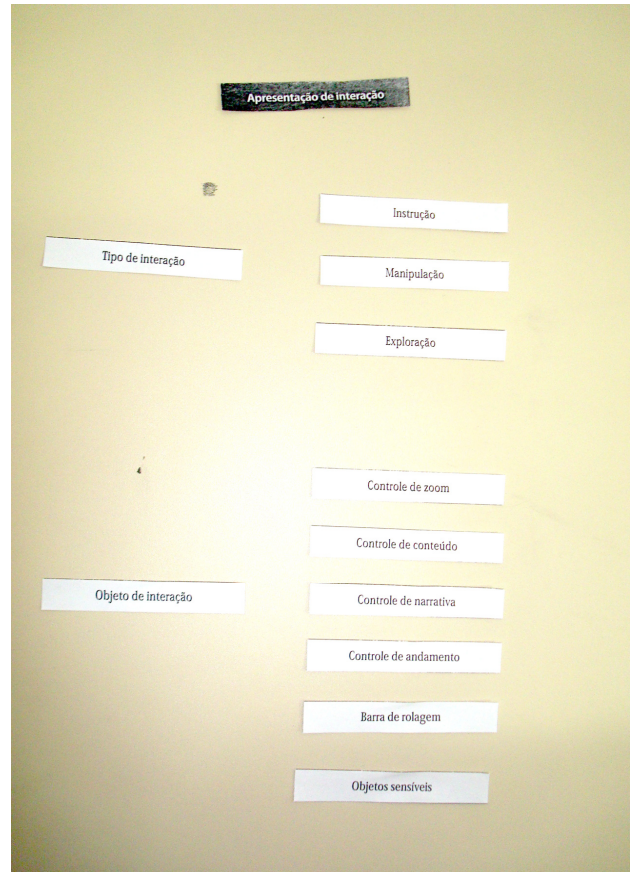 Apresentação de interação
Instrução
Tipo de interação
Manipulação
Exploração
Controle de zoom
Controle de conteúdo
Objeto de interação
Controle de narrativa
Controle de andamento
Barra de rolagem
Objetos sensíveis